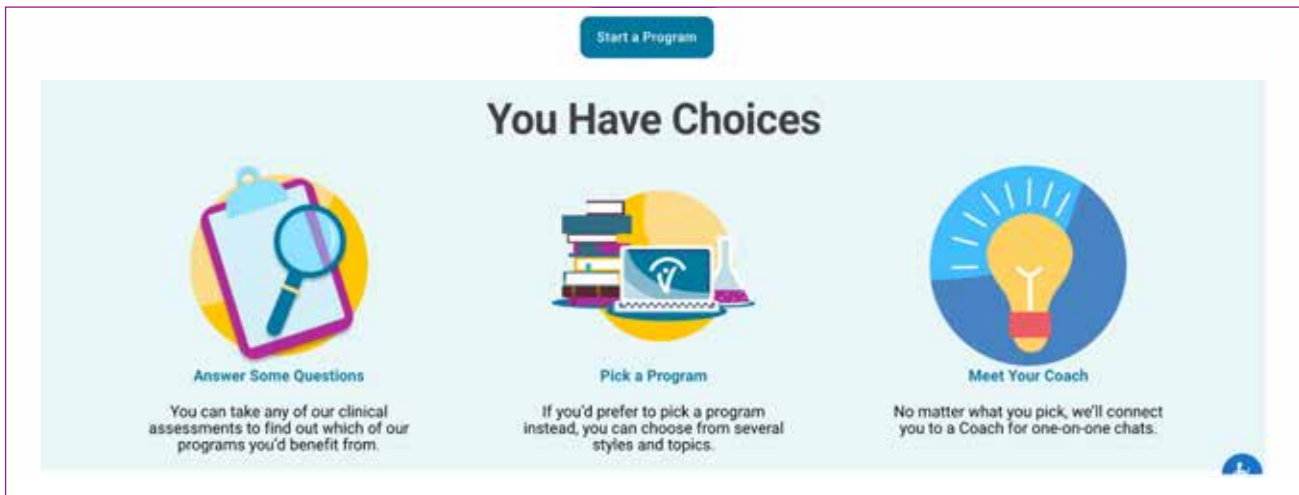 Start a Program
You Have Choices
Answer Some Questions
You can take any of our clinical
assessments to find out which of our
programs you'd benefit from.
Pick a Program
If you'd prefer to pick a program
instead, you can choose from several
styles and topics.
Meet Your Coach
No matter what you pick, we'll connect
you to a Coach for one-on-one chats.